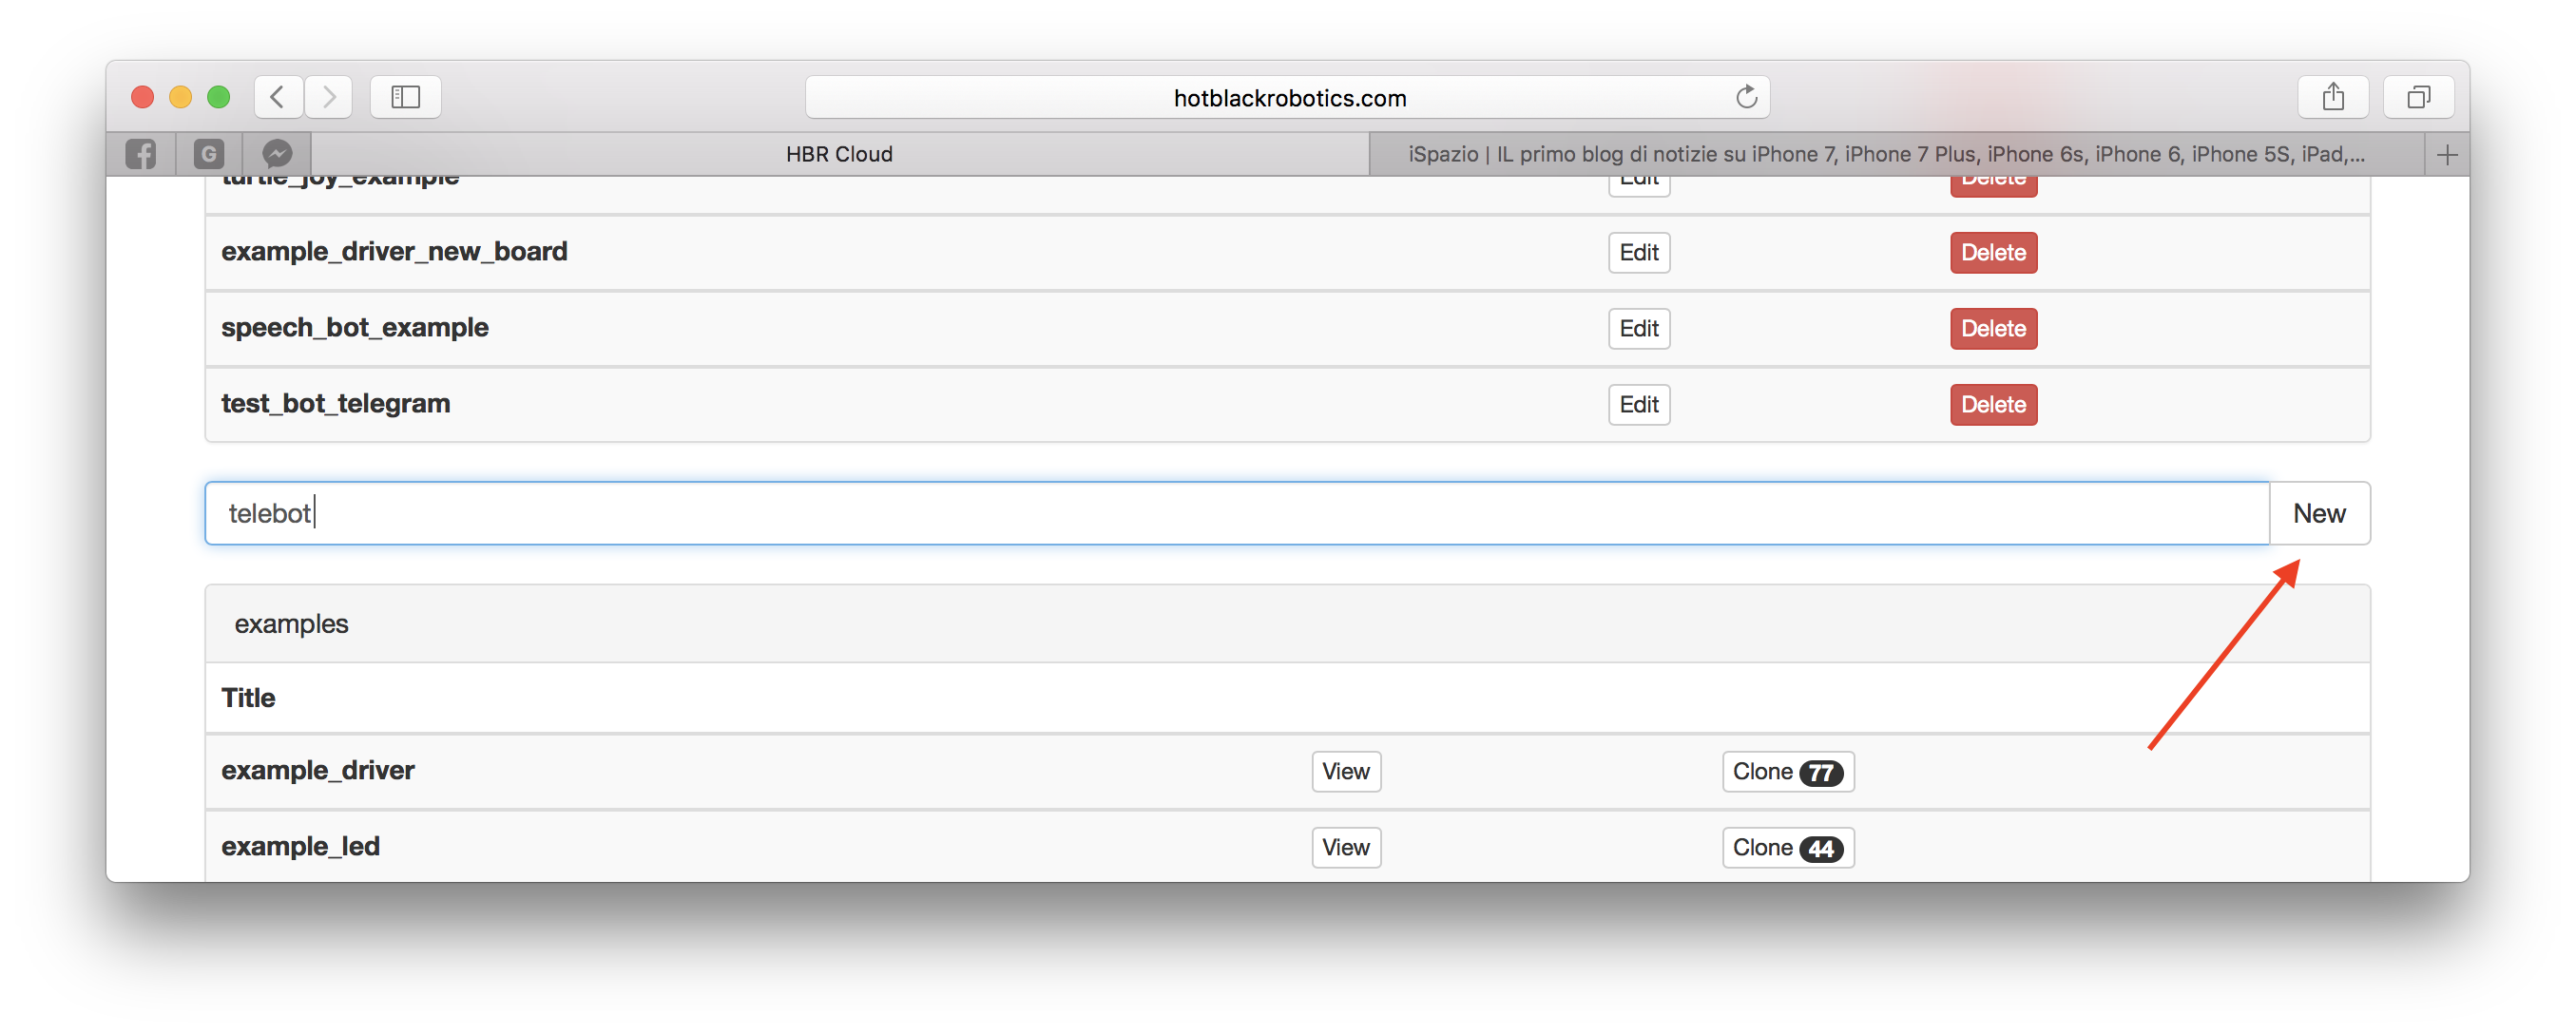 hotblackrobotics.com
G
HBR Cloud
iSpazio | IL primo blog di notizie su iPhone 7, iPhone 7 Plus, iPhone 6s, iPhone 6, iPhone 5S, iPad,...
turtle_joy_example Edit Delete
example_driver_new_board Edit Delete
speech_bot_example Edit Delete
test_bot_telegram Edit Delete
telebot New
examples
Title
example_driver View Clone 77
example_led View Clone 44